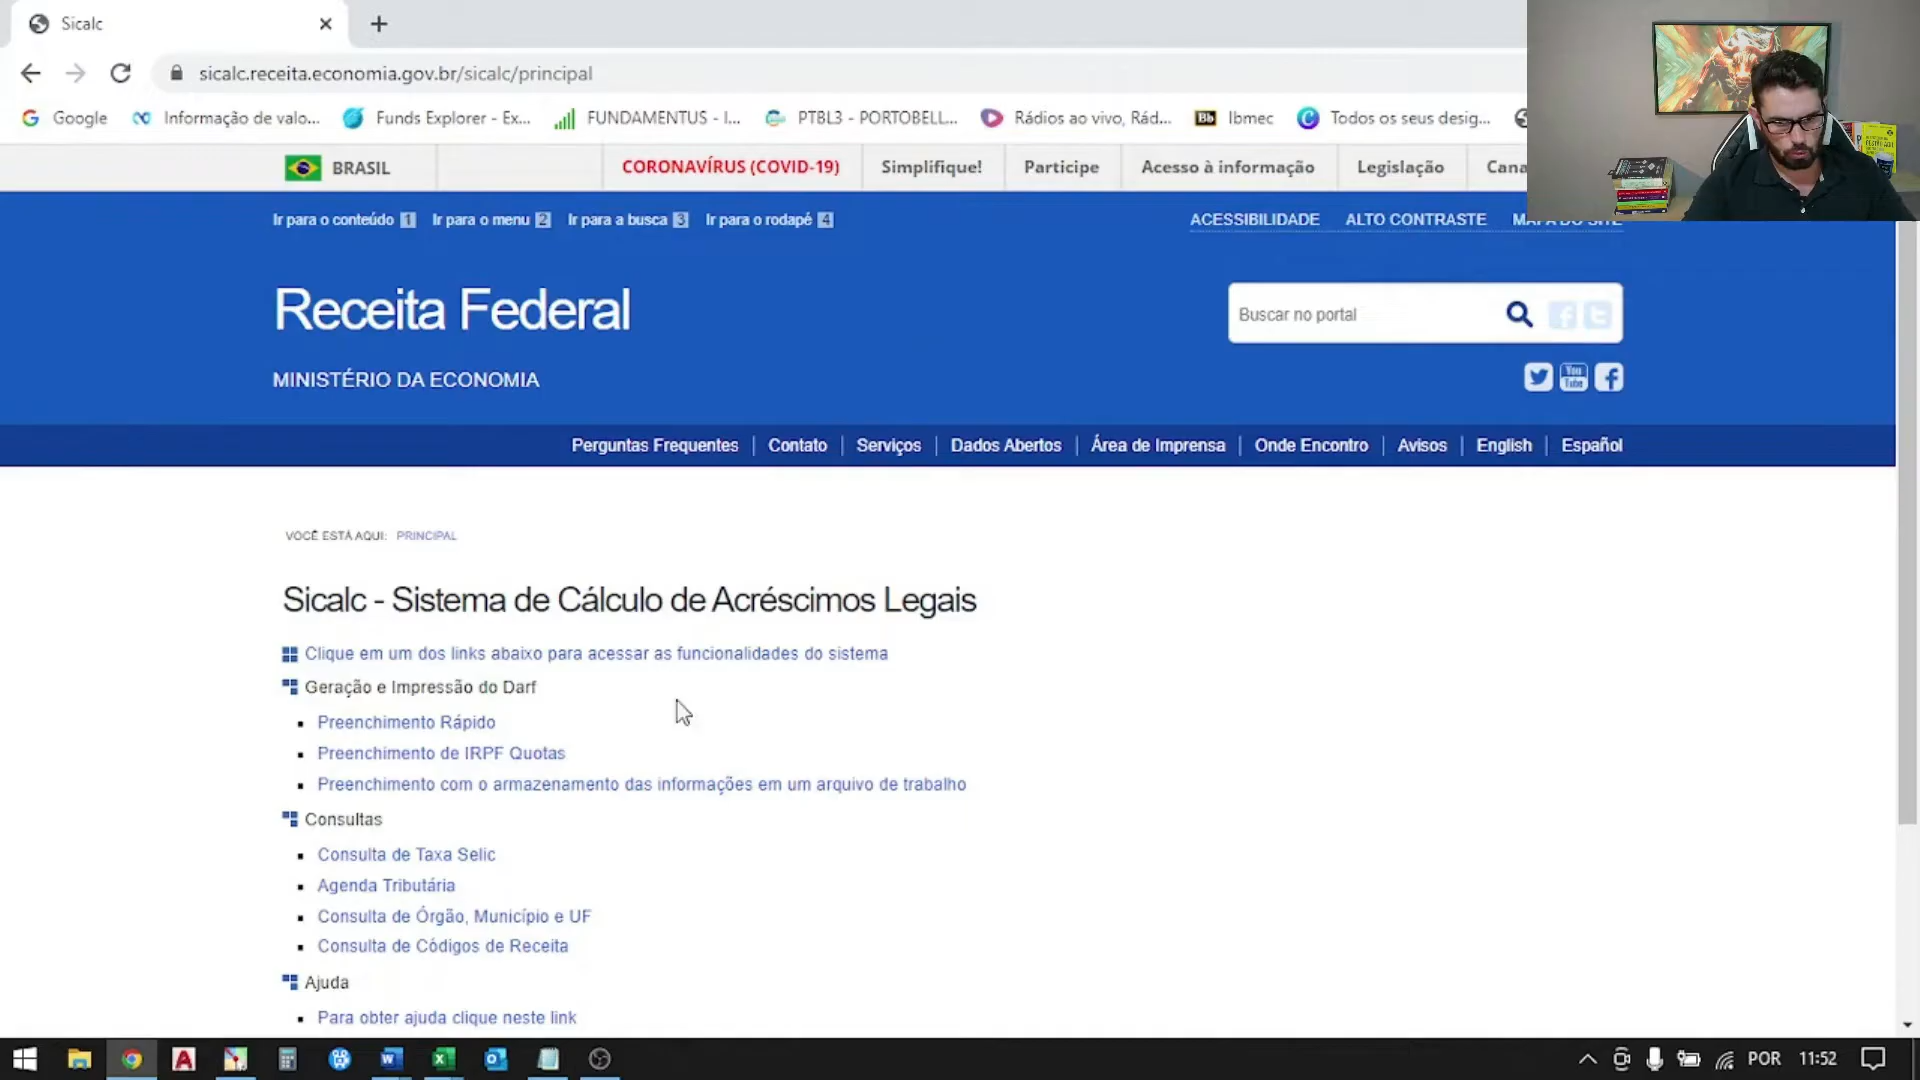 Sicalc
sicalc.receita.economia.gov.br/sicalc/principal
Google Informação de valo... Funds Explorer - Ex... FUNDAMENTUS - I... PTBL3 - PORTOBELL... Rádios ao vivo, Rád... Bb Ibmec Todos os seus desig...
BRASIL CORONAVÍRUS (COVID-19) Simplifique! Participe Acesso à informação Legislação Cana
Ir para o conteúdo 1 Ir para o menu 2 Ir para a busca 3 Ir para o rodapé 4 ACESSIBILIDADE ALTO CONTRASTE MAPA DO SITE
Receita Federal
Buscar no portal
MINISTÉRIO DA ECONOMIA
You Tube
Perguntas Frequentes Contato Serviços Dados Abertos Área de Imprensa Onde Encontro Avisos English Español
VOCÊ ESTÁ AQUI: PRINCIPAL
Sicalc - Sistema de Cálculo de Acréscimos Legais
Clique em um dos links abaixo para acessar as funcionalidades do sistema
Geração e Impressão do Darf
Preenchimento Rápido
Preenchimento de IRPF Quotas
Preenchimento com o armazenamento das informações em um arquivo de trabalho
Consultas
Consulta de Taxa Selic
Agenda Tributária
Consulta de Órgão, Município e UF
Consulta de Códigos de Receita
Ajuda
Para obter ajuda clique neste link
POR 11:52